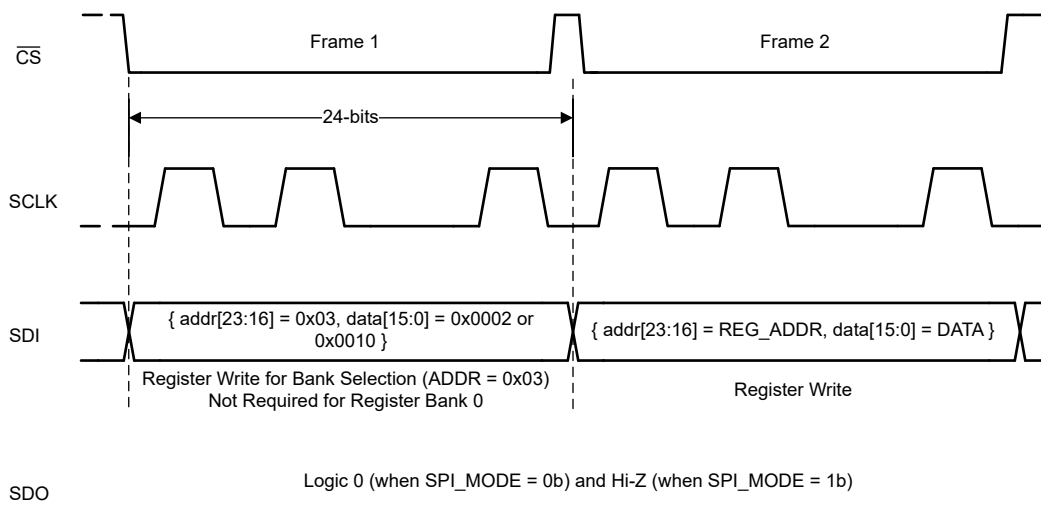 CS
Frame 1
Frame 2
24-bits
SCLK
SDI
{ addr[23:16] = 0x03, data[15:0] = 0x0002 or
0x0010 }
{ addr[23:16] = REG_ADDR, data[15:0] = DATA }
Register Write for Bank Selection (ADDR = 0x03)
Not Required for Register Bank 0
Register Write
SDO
Logic 0 (when SPI_MODE = 0b) and Hi-Z (when SPI_MODE = 1b)